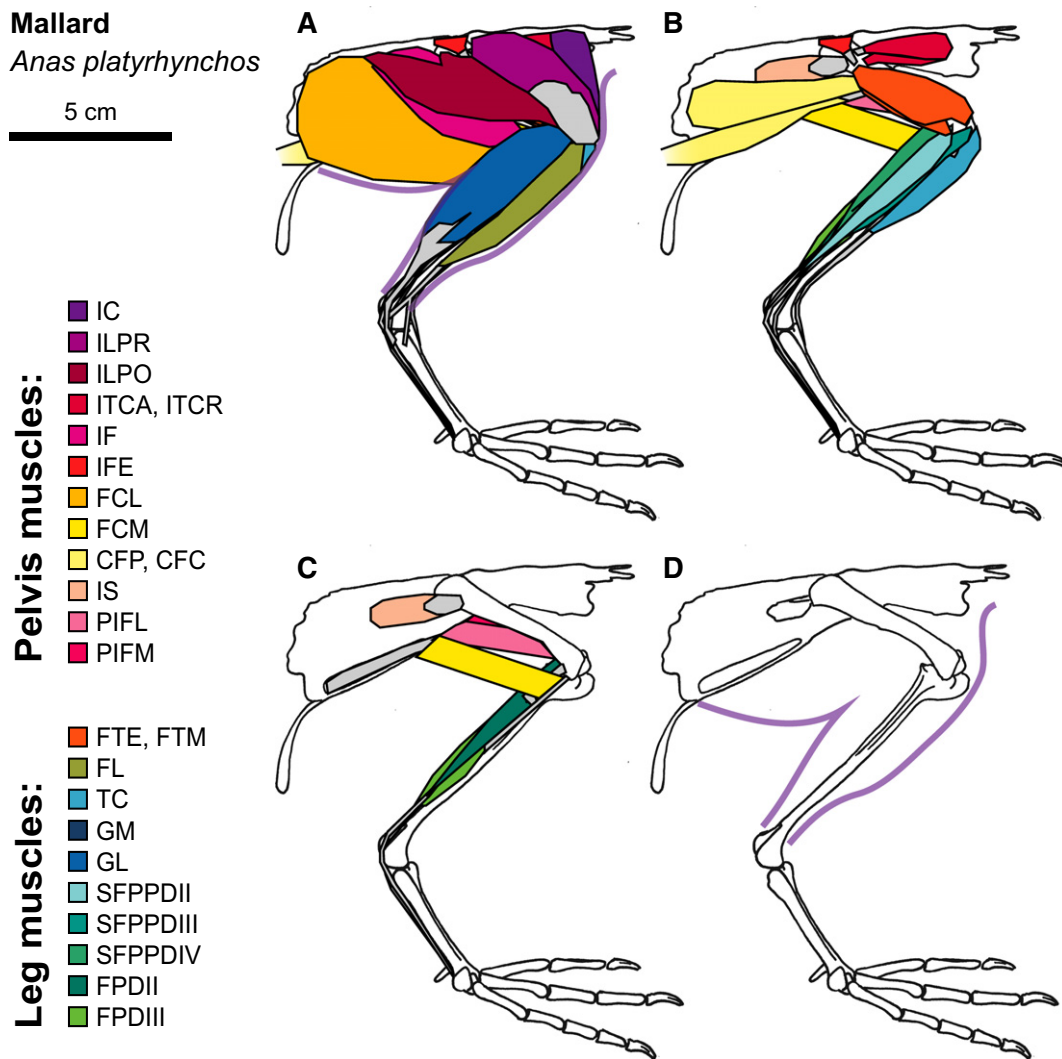 Mallard
Anas platyrhynchos
5 cm
A
B
Pelvis muscles:
IC
ILPR
ILPO
ITCA, ITCR
IF
IFE
FCL
FCM
CFP, CFC
IS
PIFL
PIFM
C
D
Leg muscles:
FTE, FTM
FL
TC
GM
GL
SFPPDII
SFPPDIII
SFPPDIV
FPDII
FPDIII